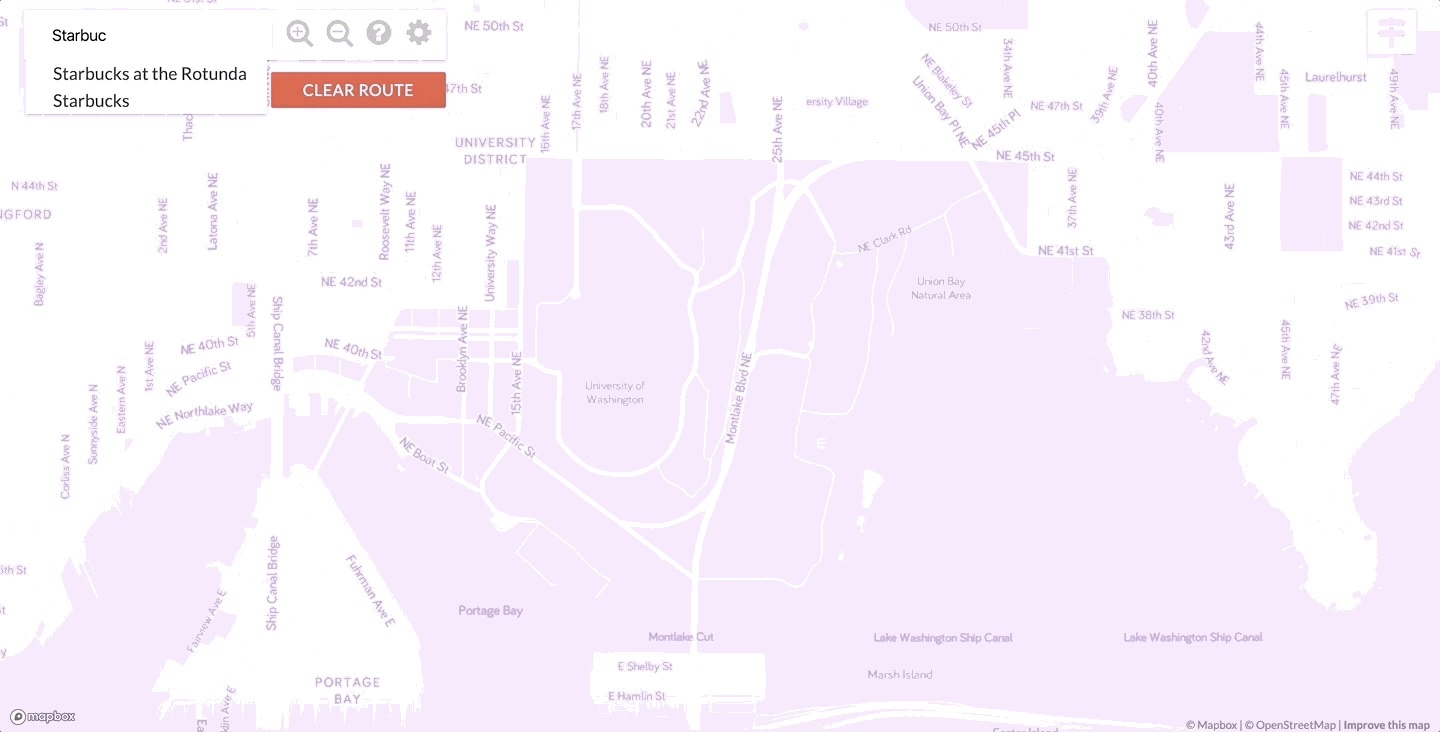 Starbuc
Starbucks at the Rotunda
Starbucks
CLEAR ROUTE
NE 50th St
NE 50th St
47th St
17th Ave NE
18th Ave NE
20th Ave NE
21st Ave NE
22nd Ave NE
16th Ave NE
25th Ave NE
ersity Village
NE Blakeley St
Union Bay Pl NE
NE 45th Pl
34th Ave NE
NE 47th St
39th Ave NE
40th Ave NE
40th Ave NE
44th Ave NE
45th Ave NE
Laurelhurst
49th Ave NE
UNIVERSITY
DISTRICT
NE 45th St
N 44th St
NGFORD
2nd Ave NE
Latona Ave NE
7th Ave NE
Roosevelt Way NE
11th Ave NE
12th Ave NE
University Way NE
37th Ave NE
43rd Ave NE
NE 44th St
NE 43rd St
NE 42nd St
NE 41st St
NE Clark Rd
NE 41st St
Bagley Ave N
NE 42nd St
5th Ave NE
Ship Canal Bridge
Union Bay
Natural Area
NE 38th St
NE 39th St
NE 40th St
NE 40th St
Brooklyn Ave NE
15th Ave NE
1st Ave NE
NE Pacific St
Eastern Ave N
Sunnyside Ave N
NE Northlake Way
Corliss Ave N
University of
Washington
Montlake Blvd NE
42nd Ave NE
45th Ave NE
47th Ave NE
NE Pacific St
NE Boat St
Ship Canal Bridge
Fuhrman Ave E
Fairview Ave E
Portage Bay
Montlake Cut
Lake Washington Ship Canal
Lake Washington Ship Canal
E Shelby St
E Hamlin St
Marsh Island
PORTAGE
BAY
mapbox
© Mapbox | © OpenStreetMap | Improve this map